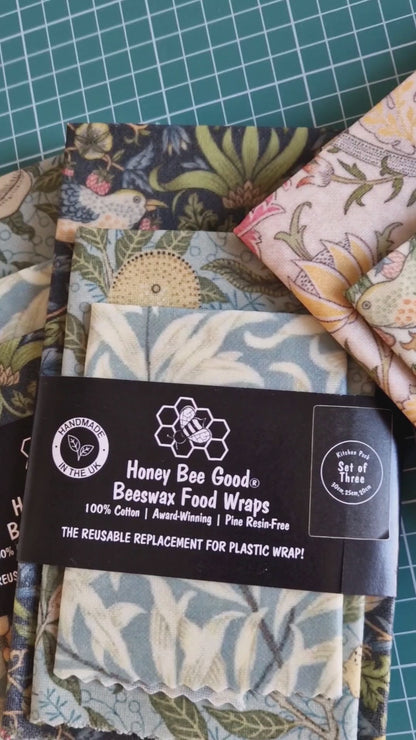 HANDMADE
IN THE UK
Honey Bee Good®
Beeswax Food Wraps
100% Cotton | Award-Winning | Pine Resin-Free
THE REUSABLE REPLACEMENT FOR PLASTIC WRAP!
Kitchen Pack
Set of
Three